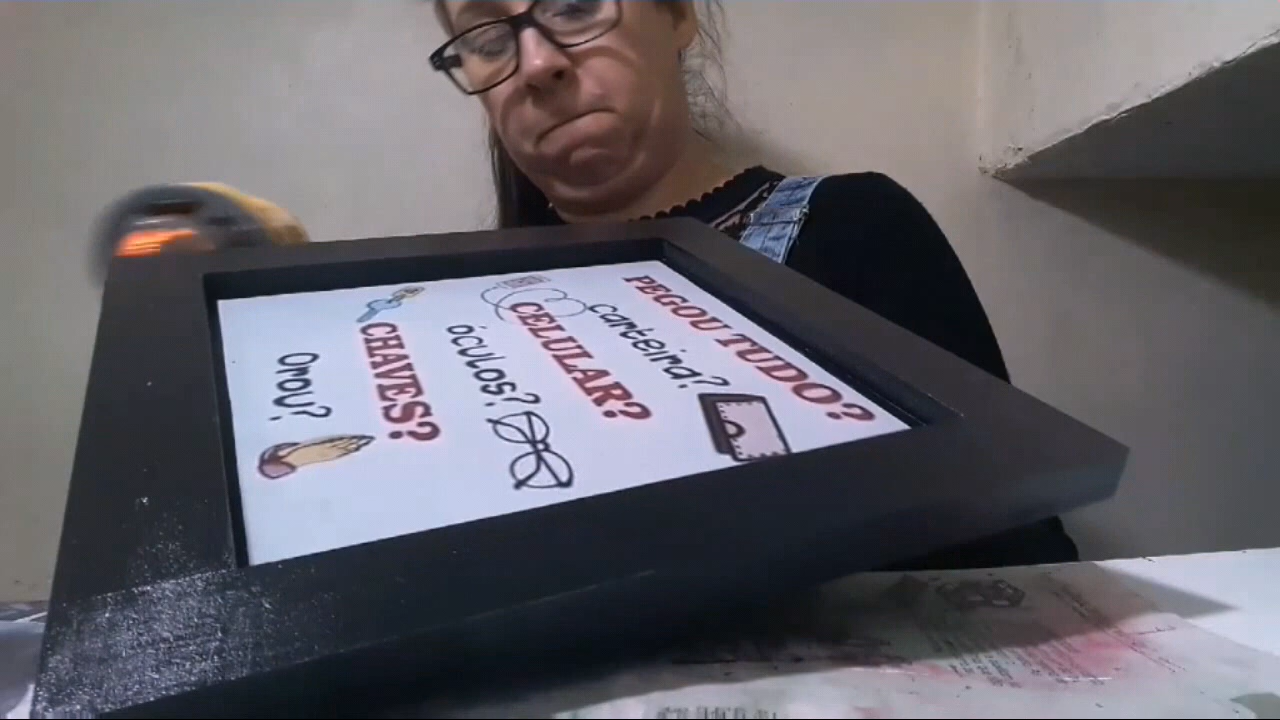 PEGOU TUDO?
carteira?
CELULAR?
óculos?
CHAVES?
Orou?